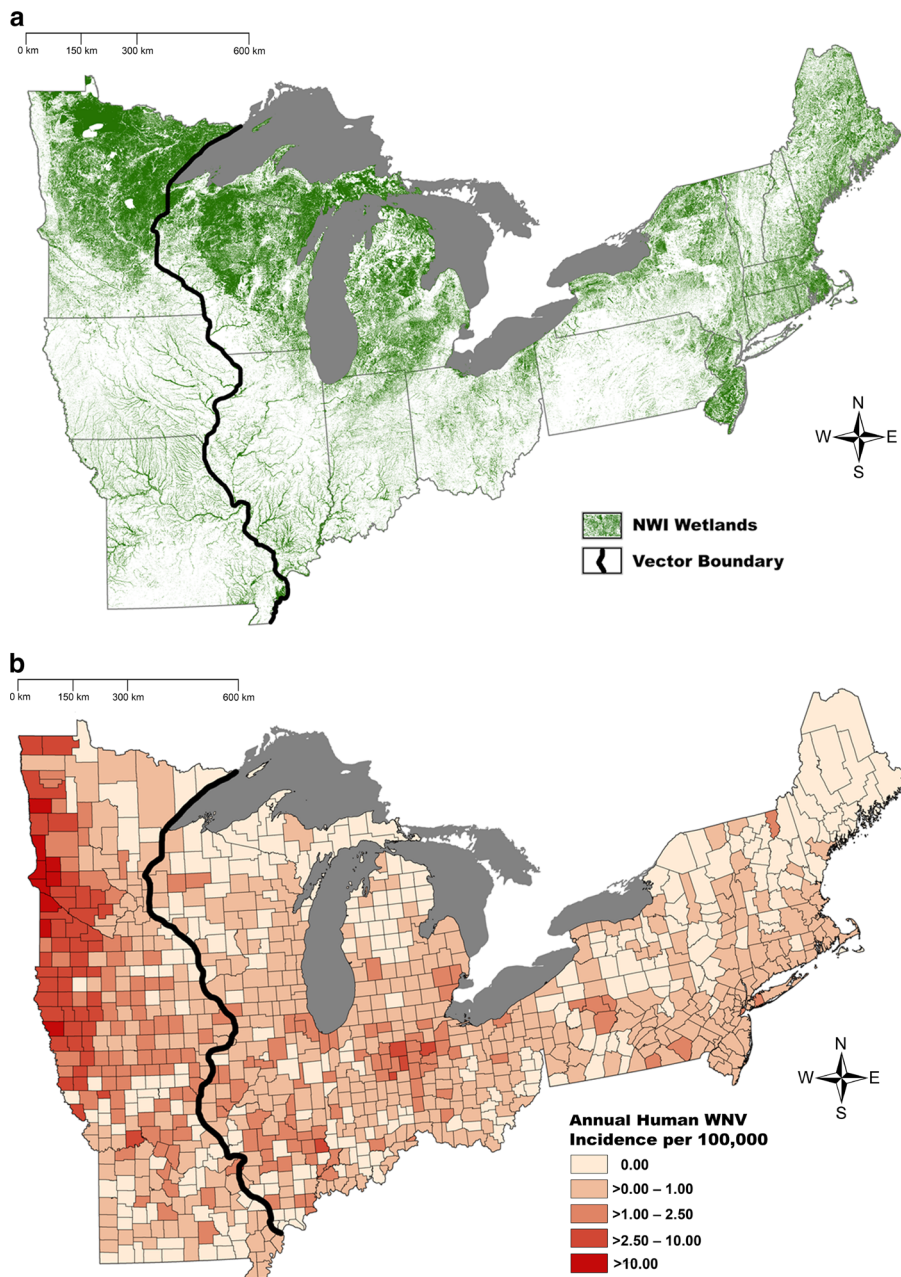 a
0 km 150 km 300 km 600 km
N
W E
S
NWI Wetlands
Vector Boundary
b
0 km 150 km 300 km 600 km
N
W E
S
Annual Human WNV
Incidence per 100,000
0.00
>0.00 – 1.00
>1.00 – 2.50
>2.50 – 10.00
>10.00